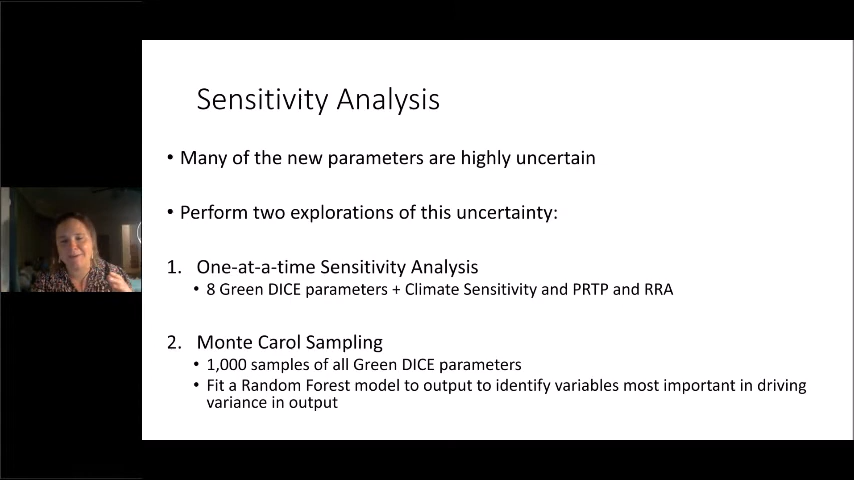 Sensitivity Analysis
• Many of the new parameters are highly uncertain
• Perform two explorations of this uncertainty:
1. One-at-a-time Sensitivity Analysis
• 8 Green DICE parameters + Climate Sensitivity and PRTP and RRA
2. Monte Carol Sampling
• 1,000 samples of all Green DICE parameters
• Fit a Random Forest model to output to identify variables most important in driving
variance in output